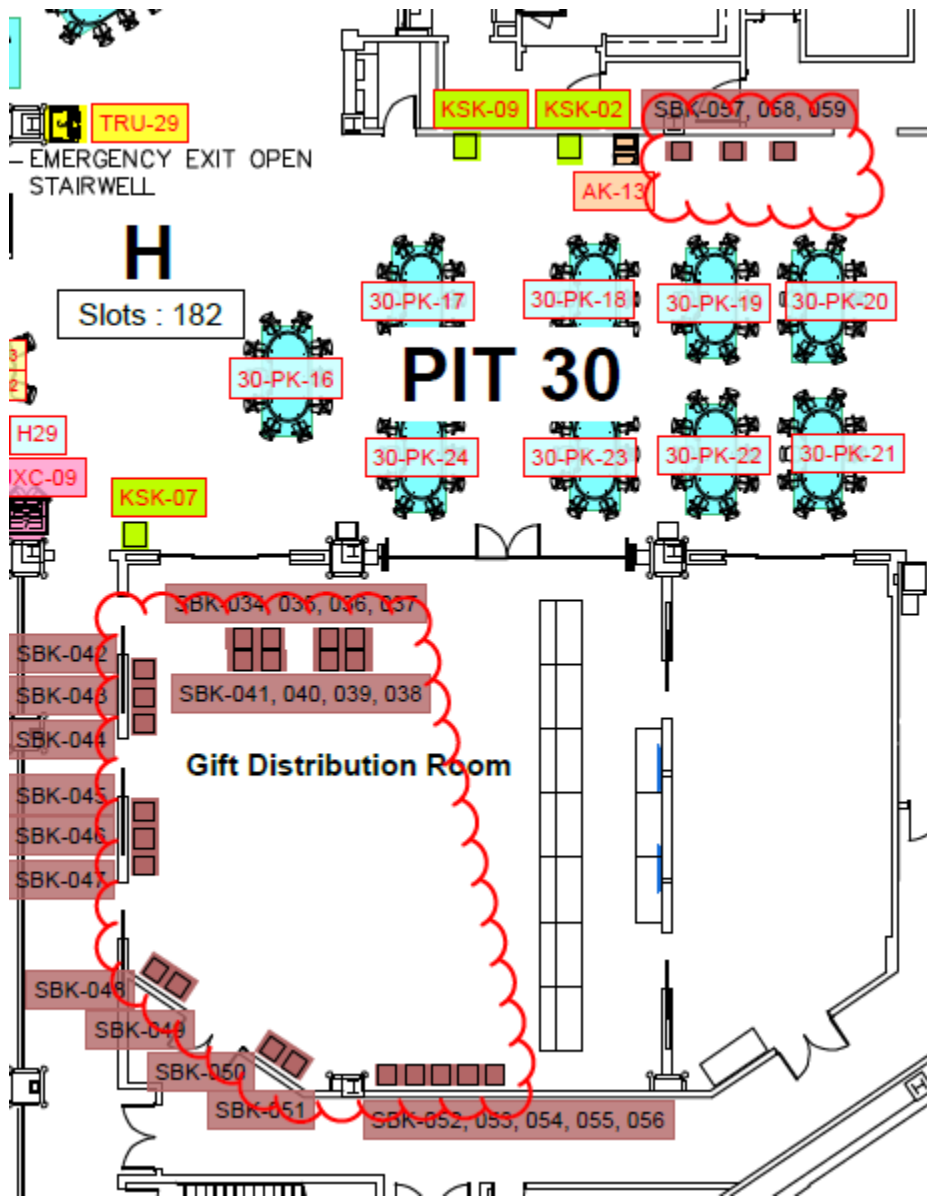 KSK-09
KSK-02
SBK-057, 058, 059
TRU-29
EMERGENCY EXIT OPEN
STAIRWELL
AK-13
H
Slots : 182
30-PK-17
30-PK-18
30-PK-19
30-PK-20
3
2
30-PK-16
PIT 30
H29
30-PK-24
30-PK-23
30-PK-22
30-PK-21
XC-09
KSK-07
SBK-034, 035, 036, 037
SBK-042
SBK-043
SBK-041, 040, 039, 038
SBK-044
Gift Distribution Room
SBK-045
SBK-046
SBK-047
SBK-048
SBK-049
SBK-050
SBK-051
SBK-052, 053, 054, 055, 056